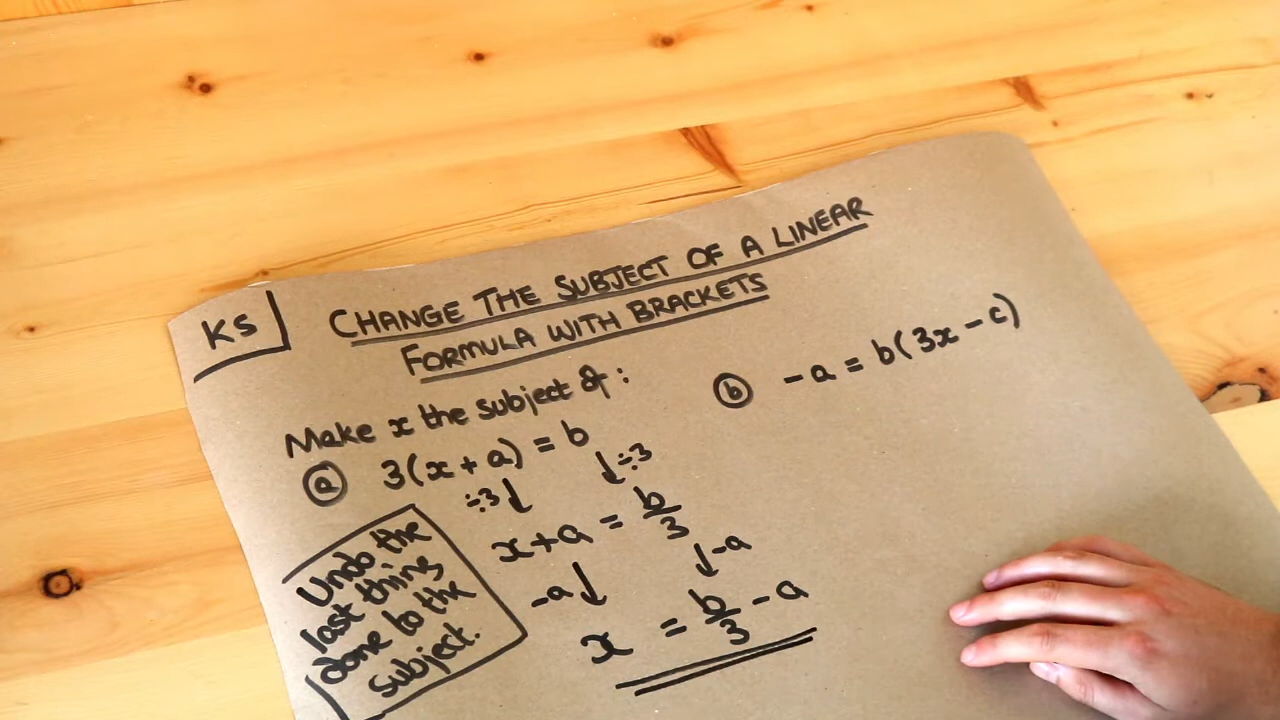 K5
CHANGE THE SUBJECT OF A LINEAR
FORMULA WITH BRACKETS
Make x the subject of:
ⓐ 3(x + a) = b
÷3 ↓ ↓ ÷3
x + a = b/3
-a ↓ ↓ -a
x = b/3 - a
Undo the
last thing
done to the
subject.
ⓑ -a = b(3x - c)